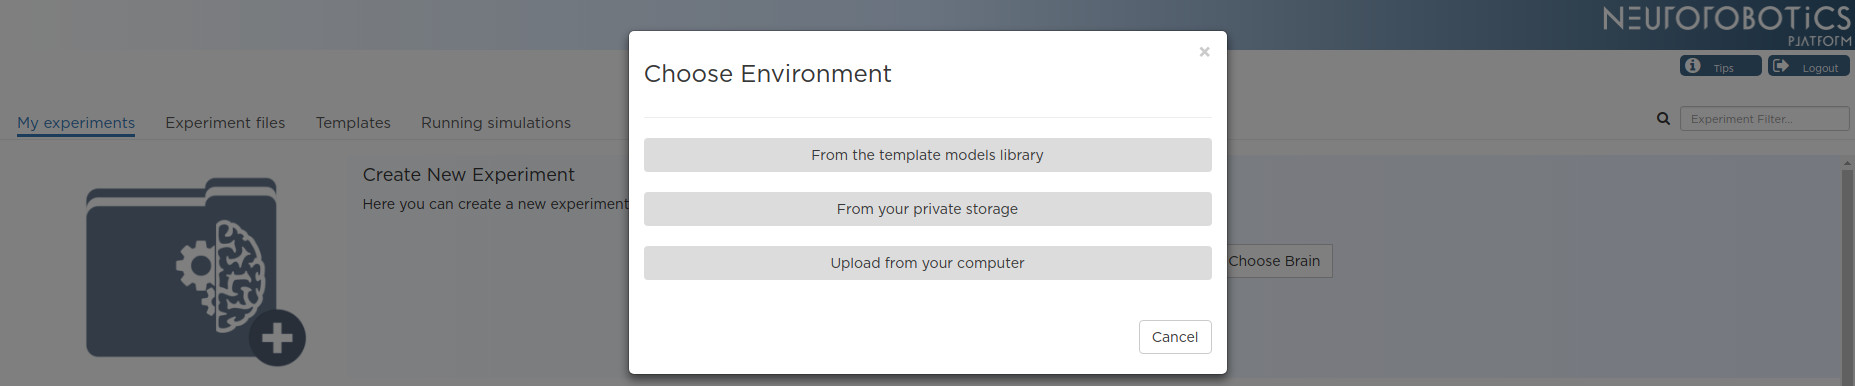 NEUROROBOTICS
PLATFORM
Tips
Logout
My experiments
Experiment files
Templates
Running simulations
Experiment Filter...
Create New Experiment
Here you can create a new experiment
Choose Brain
Choose Environment
×
From the template models library
From your private storage
Upload from your computer
Cancel